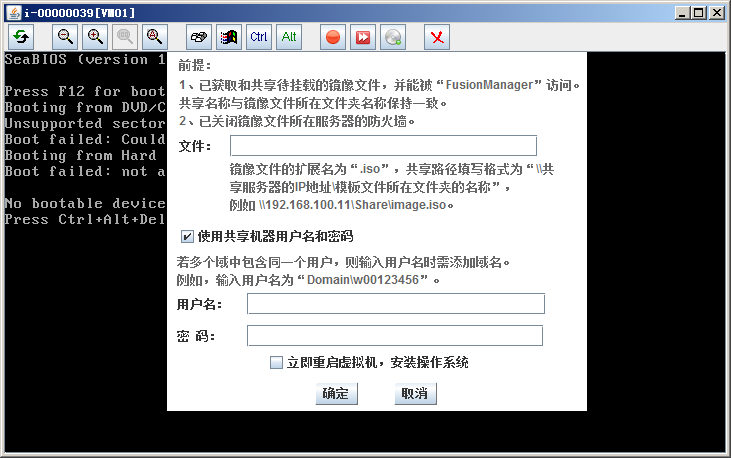 i-00000039[VM01]
Ctrl
Alt
SeaBIOS (version 1
Press F12 for boot
Booting from DVD/C
Unsupported sector
Boot failed: Could
Booting from Hard
Boot failed: not a
No bootable device
Press Ctrl+Alt+Del
前提：
1、已获取和共享待挂载的镜像文件，并能被“FusionManager”访问。
共享名称与镜像文件所在文件夹名称保持一致。
2、已关闭镜像文件所在服务器的防火墙。
文件：
镜像文件的扩展名为“.iso”，共享路径填写格式为“\\共
享服务器的IP地址\模板文件所在文件夹的名称”，
例如 \\192.168.100.11\Share\image.iso。
使用共享机器用户名和密码
若多个域中包含同一个用户，则输入用户名时需添加域名。
例如，输入用户名为“Domain\w00123456”。
用户名：
密 码：
立即重启虚拟机，安装操作系统
确定
取消